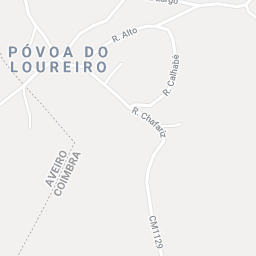 R. Alto
PÓVOA DO
LOUREIRO
R. Calhabé
R. Chafariz
AVEIRO
COIMBRA
CM1129